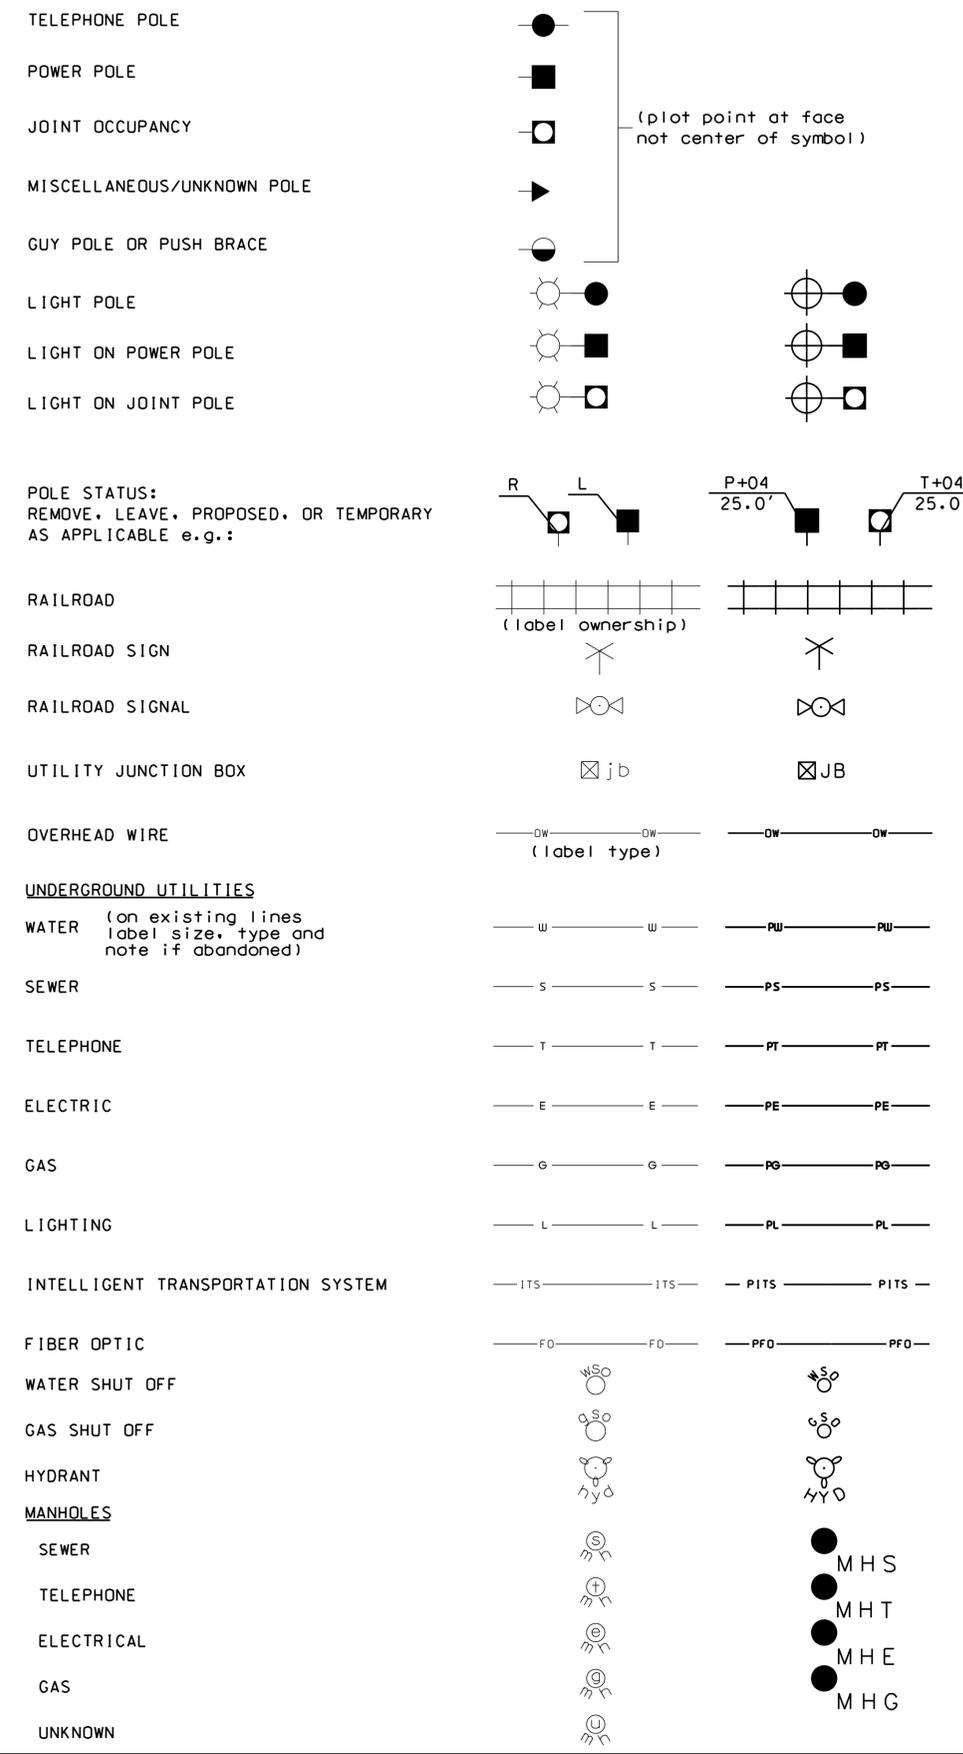 TELEPHONE POLE
POWER POLE
JOINT OCCUPANCY
(plot point at face
not center of symbol)
MISCELLANEOUS/UNKNOWN POLE
GUY POLE OR PUSH BRACE
LIGHT POLE
LIGHT ON POWER POLE
LIGHT ON JOINT POLE
POLE STATUS: R L P+04 T+04
REMOVE, LEAVE, PROPOSED, OR TEMPORARY 25.0' 25.0
AS APPLICABLE e.g.:
RAILROAD
(label ownership)
RAILROAD SIGN
RAILROAD SIGNAL
UTILITY JUNCTION BOX jb JB
OVERHEAD WIRE OW OW OW OW
(label type)
UNDERGROUND UTILITIES
WATER (on existing lines
label size, type and
note if abandoned) W W PW PW
SEWER S S PS PS
TELEPHONE T T PT PT
ELECTRIC E E PE PE
GAS G G PG PG
LIGHTING L L PL PL
INTELLIGENT TRANSPORTATION SYSTEM ITS ITS PITS PITS
FIBER OPTIC FO FO PFO PFO
WATER SHUT OFF wso WSO
GAS SHUT OFF gso GSO
HYDRANT hyd HYD
MANHOLES
SEWER s mh MHS
TELEPHONE t mh MHT
ELECTRICAL e mh MHE
GAS g mh MHG
UNKNOWN u mh